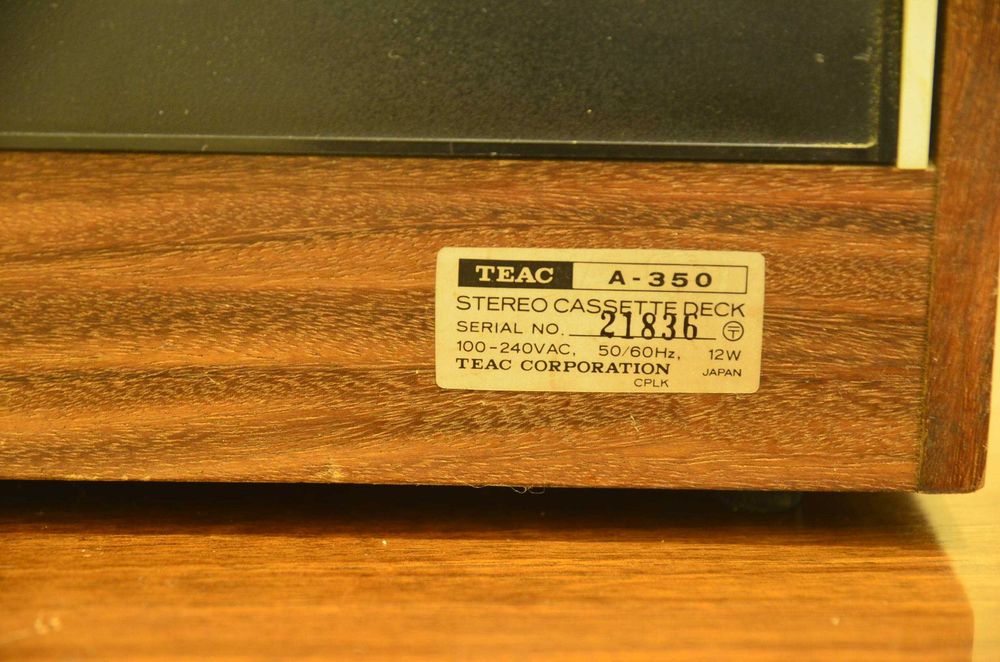 TEAC A-350
STEREO CASSETTE DECK
SERIAL NO. 21836 〶
100-240VAC, 50/60Hz, 12W
TEAC CORPORATION JAPAN
CPLK